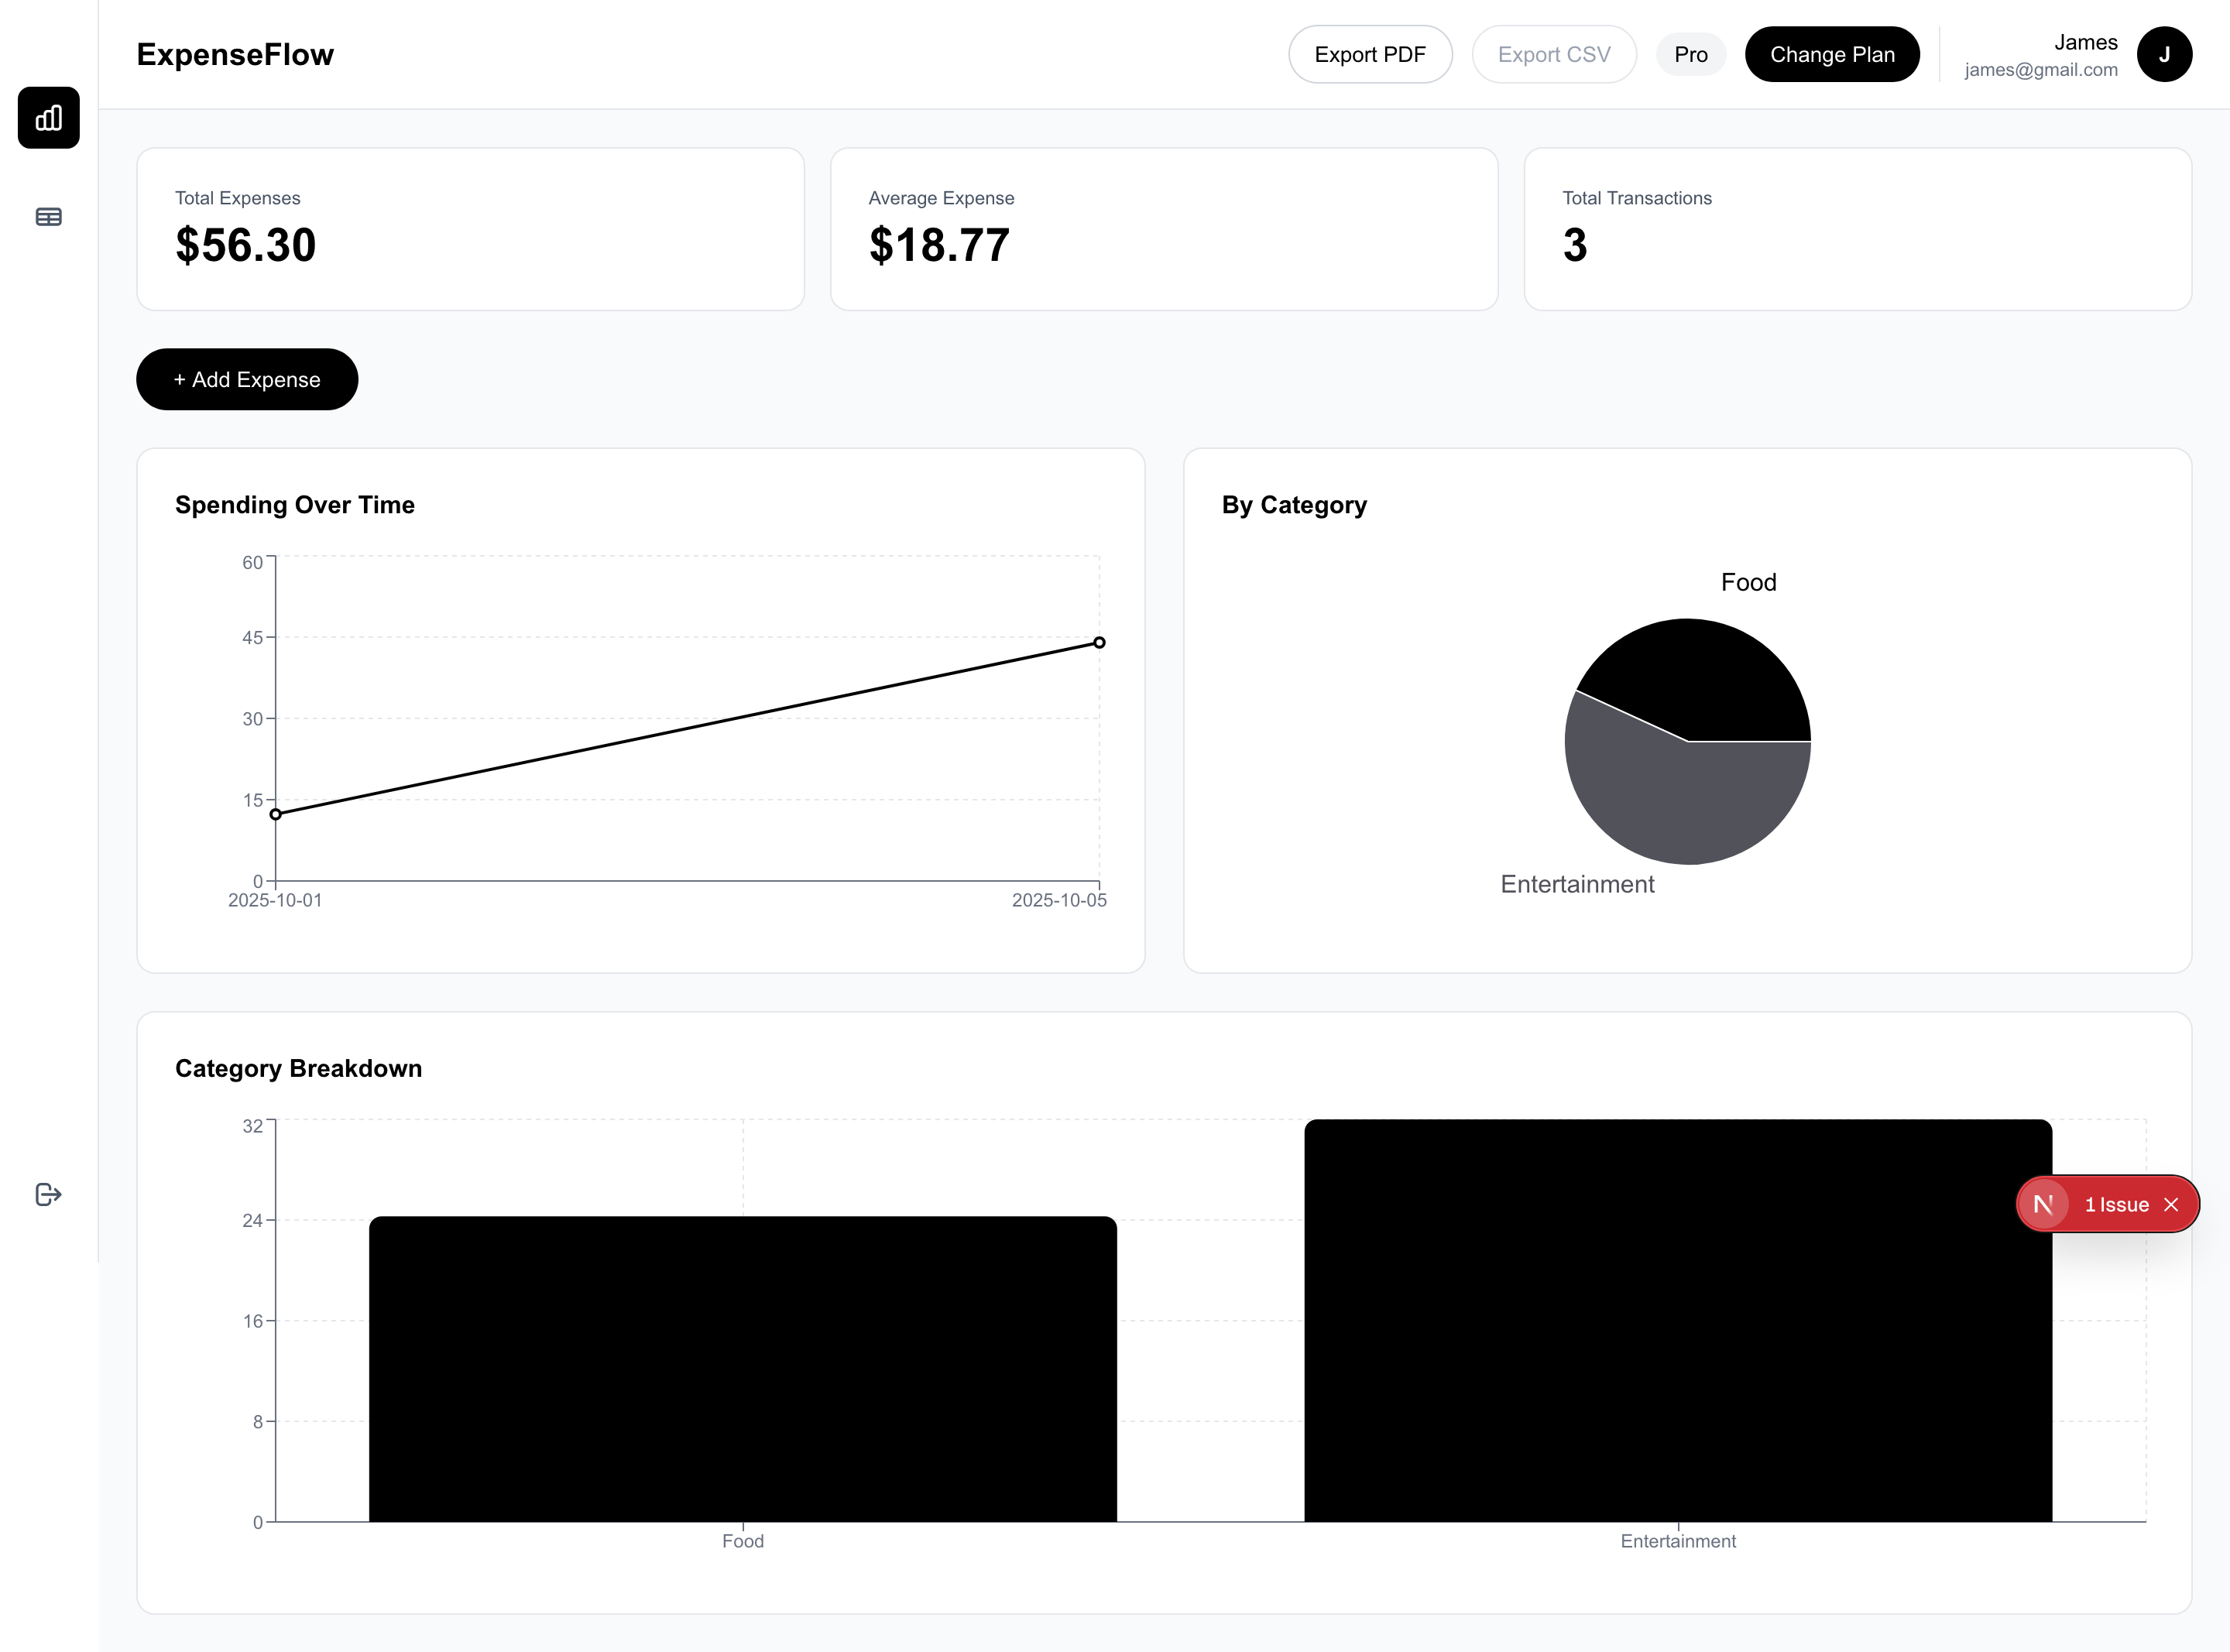 ExpenseFlow
Export PDF
Export CSV
Pro
Change Plan
James
james@gmail.com
J
Total Expenses
$56.30
Average Expense
$18.77
Total Transactions
3
+ Add Expense
Spending Over Time
60
45
30
15
0
2025-10-01
2025-10-05
By Category
Food
Entertainment
Category Breakdown
32
24
16
8
0
Food
Entertainment
N
1 Issue